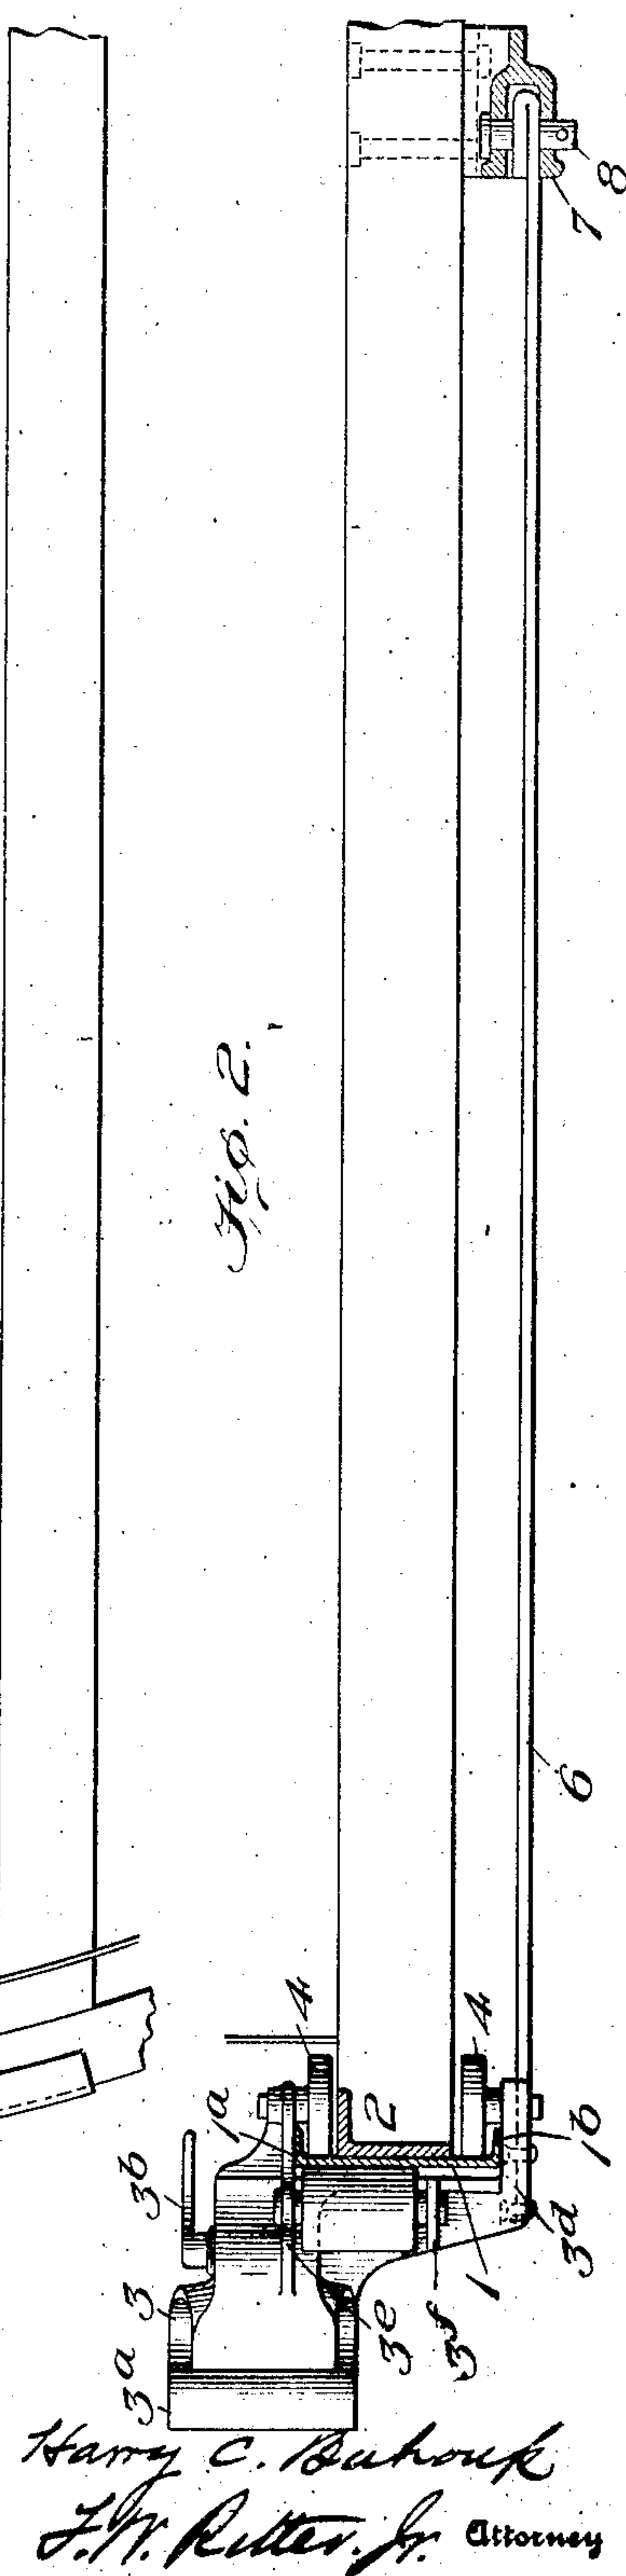 8
7
Fig. 2.
6
4
4
1a
2
1b
3b
3d
3
1
3e
3f
3a
Harry C. Buhoup
F. W. Ritter, Jr. Attorney